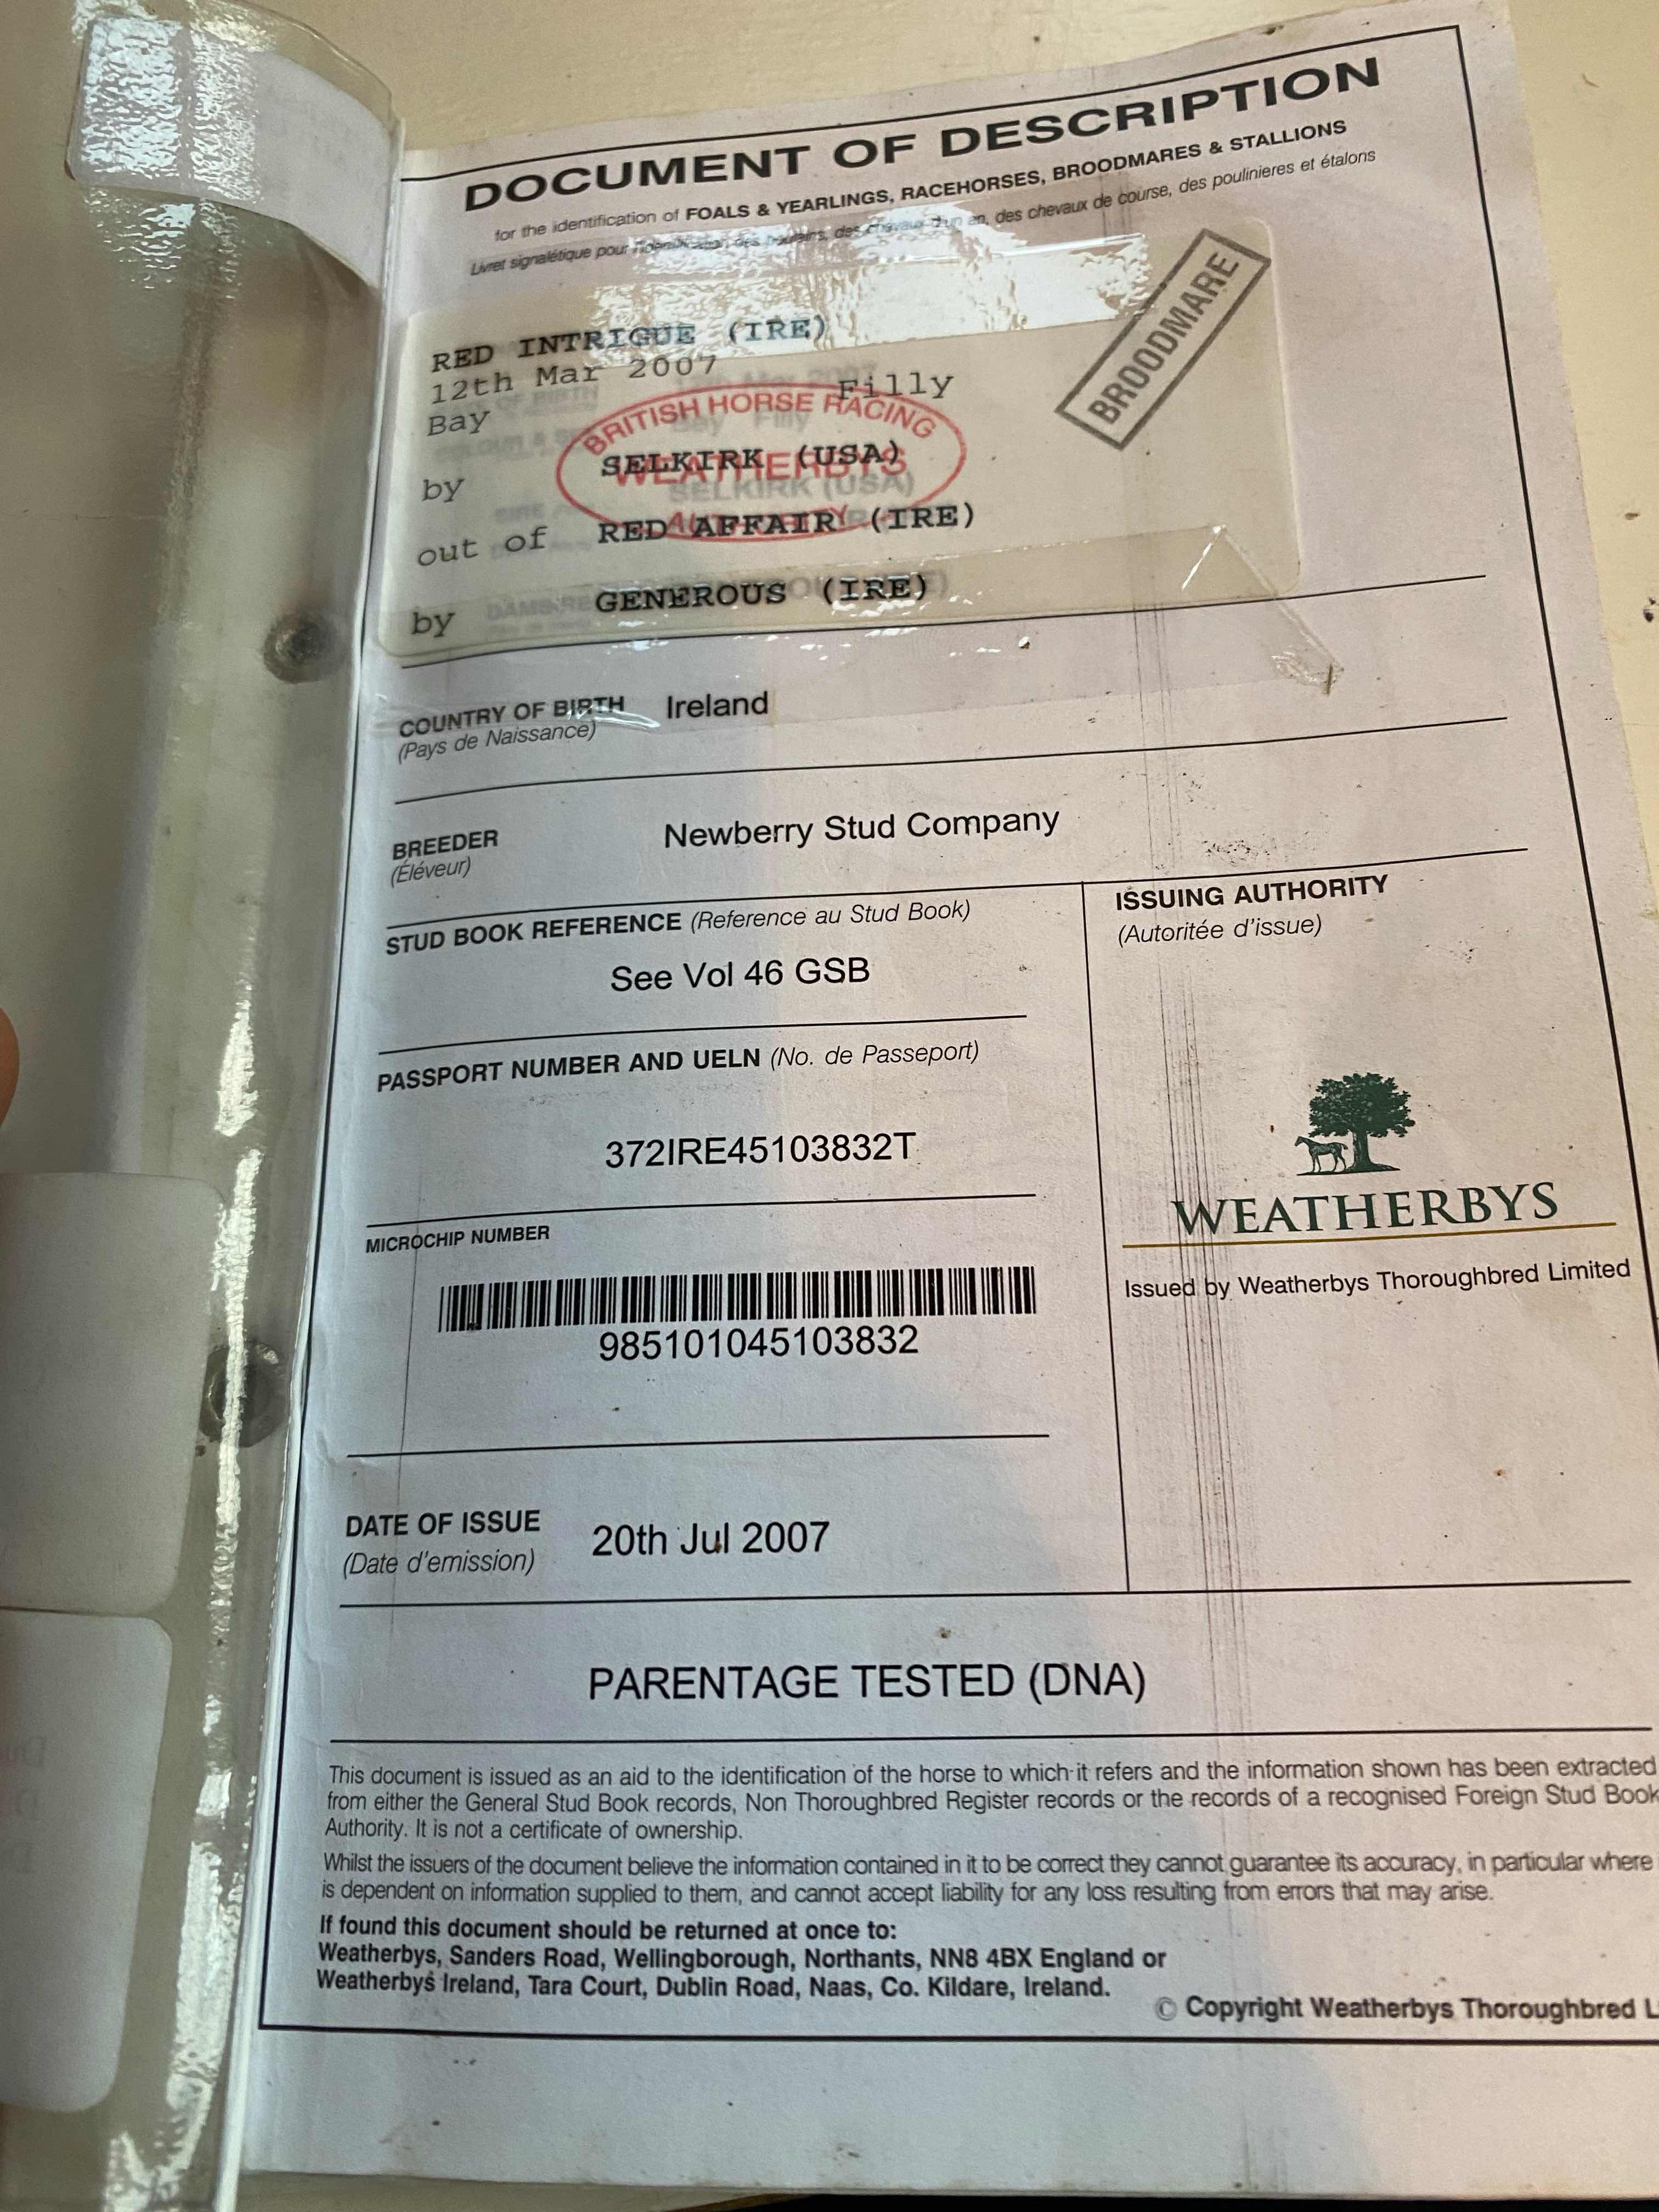 DOCUMENT OF DESCRIPTION
for the identification of FOALS & YEARLINGS, RACEHORSES, BROODMARES & STALLIONS
Livret signalétique pour l'identification des poulains, des chevaux d'un an, des chevaux de course, des poulinieres et étalons
BROODMARE
RED INTRIGUE (IRE)
12th Mar 2007
Bay Filly
BRITISH HORSE RACING
WEATHERBYS
AUTHORITY
by SELKIRK (USA)
out of RED AFFAIR (IRE)
by GENEROUS (IRE)
COUNTRY OF BIRTH Ireland
(Pays de Naissance)
BREEDER Newberry Stud Company
(Éléveur)
STUD BOOK REFERENCE (Reference au Stud Book)
See Vol 46 GSB
ISSUING AUTHORITY
(Autoritée d'issue)
PASSPORT NUMBER AND UELN (No. de Passeport)
372IRE45103832T
WEATHERBYS
Issued by Weatherbys Thoroughbred Limited
MICROCHIP NUMBER
985101045103832
DATE OF ISSUE 20th Jul 2007
(Date d'emission)
PARENTAGE TESTED (DNA)
This document is issued as an aid to the identification of the horse to which it refers and the information shown has been extracted
from either the General Stud Book records, Non Thoroughbred Register records or the records of a recognised Foreign Stud Book
Authority. It is not a certificate of ownership.
Whilst the issuers of the document believe the information contained in it to be correct they cannot guarantee its accuracy, in particular where
is dependent on information supplied to them, and cannot accept liability for any loss resulting from errors that may arise.
If found this document should be returned at once to:
Weatherbys, Sanders Road, Wellingborough, Northants, NN8 4BX England or
Weatherbys Ireland, Tara Court, Dublin Road, Naas, Co. Kildare, Ireland.
© Copyright Weatherbys Thoroughbred